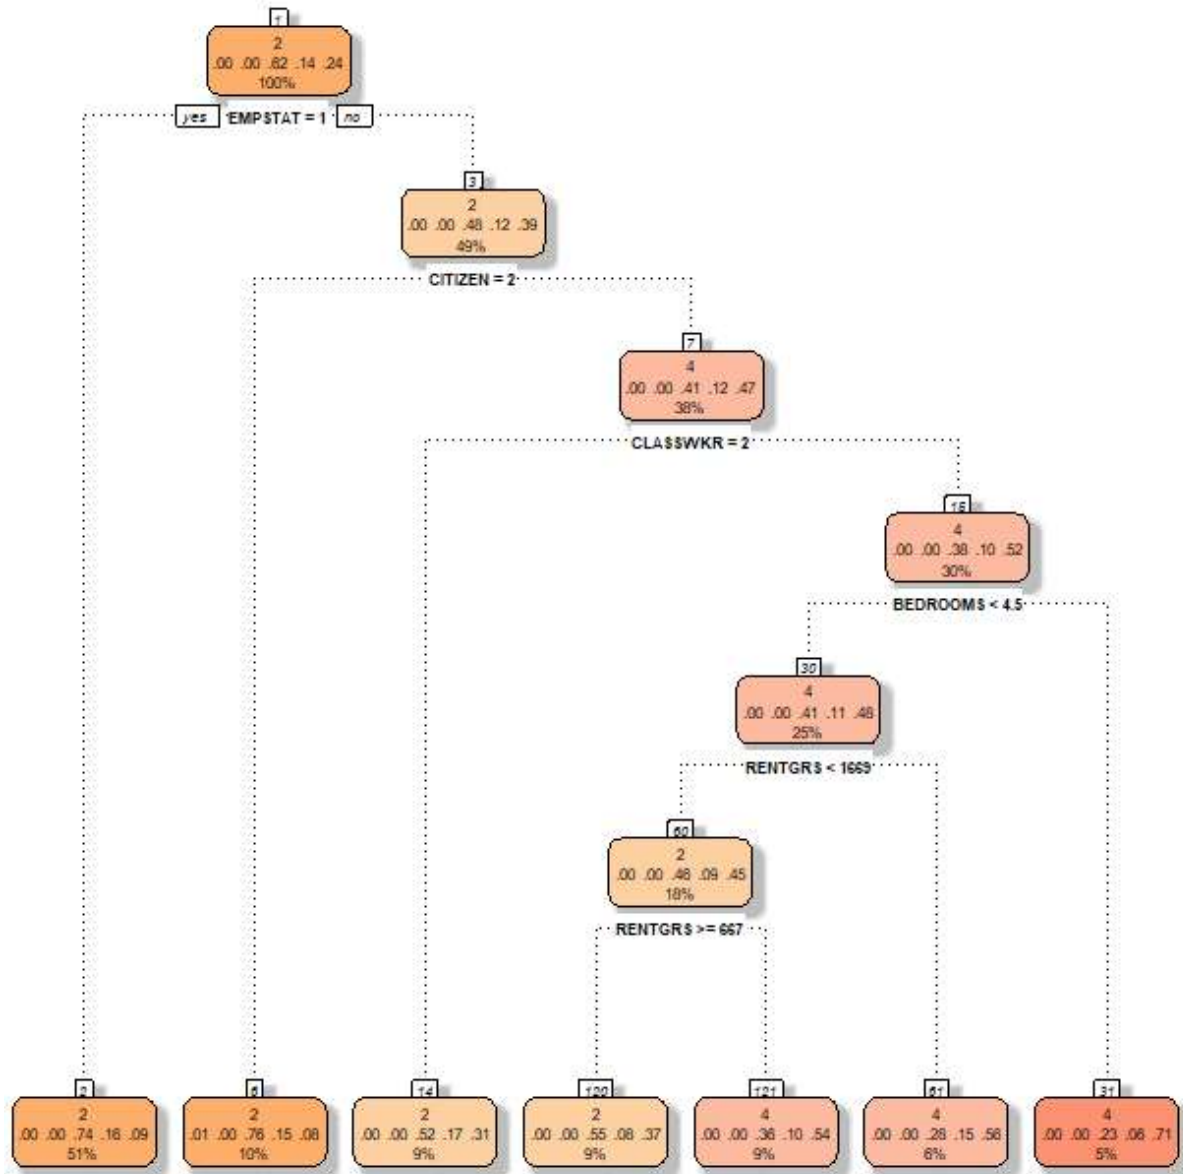 1
2
.00 .00 .62 .14 .24
100%
yes EMPSTAT = 1 no
3
2
.00 .00 .48 .12 .39
49%
CITIZEN = 2
7
4
.00 .00 .41 .12 .47
38%
CLASSWKR = 2
15
4
.00 .00 .38 .10 .52
30%
BEDROOMS < 4.5
30
4
.00 .00 .41 .11 .48
25%
RENTGRS < 1669
60
2
.00 .00 .46 .09 .45
18%
RENTGRS >= 667
2 6 14 120 121 61 31
2 2 2 2 4 4 4
.00 .00 .74 .16 .09 .01 .00 .76 .15 .08 .00 .00 .52 .17 .31 .00 .00 .55 .08 .37 .00 .00 .36 .10 .54 .00 .00 .28 .15 .56 .00 .00 .23 .06 .71
51% 10% 9% 9% 9% 6% 5%